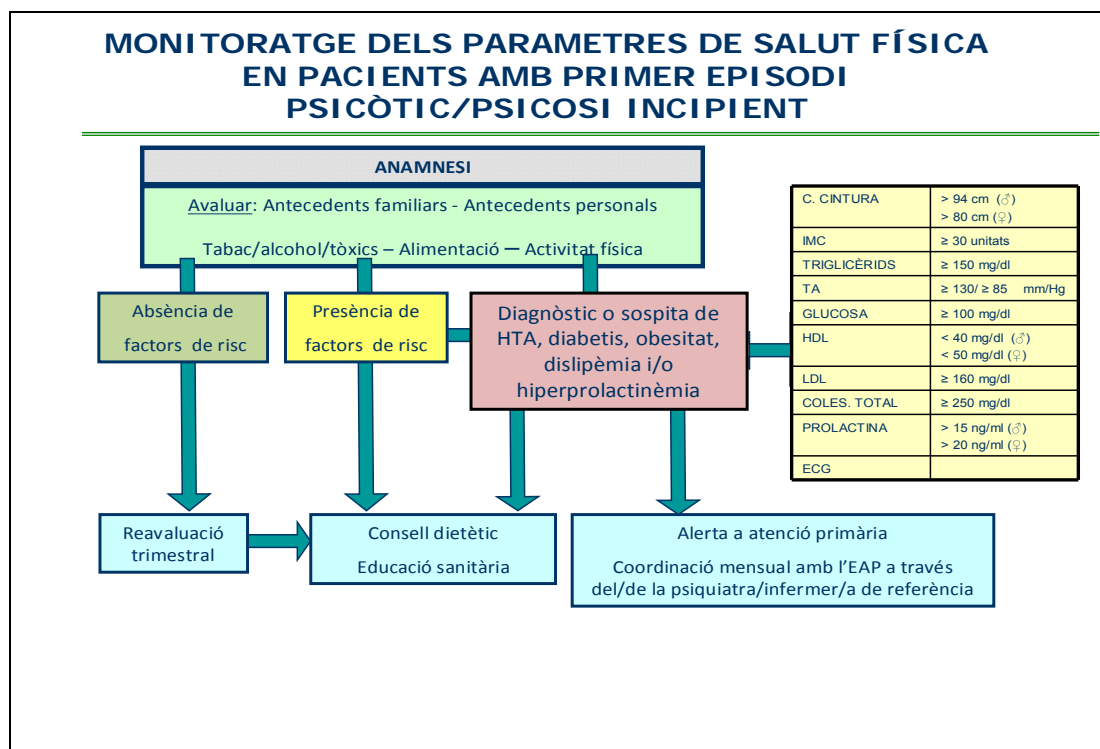 MONITORATGE DELS PARAMETRES DE SALUT FÍSICA
EN PACIENTS AMB PRIMER EPISODI
PSICÒTIC/PSICOSI INCIPIENT
ANAMNESI
Avaluar: Antecedents familiars - Antecedents personals
Tabac/alcohol/tòxics – Alimentació — Activitat física
Absència de
factors de risc
Presència de
factors de risc
Diagnòstic o sospita de
HTA, diabetis, obesitat,
dislipèmia i/o
hiperprolactinèmia
C. CINTURA > 94 cm (♂)
> 80 cm (♀)
IMC ≥ 30 unitats
TRIGLICÈRIDS ≥ 150 mg/dl
TA ≥ 130/ ≥ 85 mm/Hg
GLUCOSA ≥ 100 mg/dl
HDL < 40 mg/dl (♂)
< 50 mg/dl (♀)
LDL ≥ 160 mg/dl
COLES. TOTAL ≥ 250 mg/dl
PROLACTINA > 15 ng/ml (♂)
> 20 ng/ml (♀)
ECG
Reavaluació
trimestral
Consell dietètic
Educació sanitària
Alerta a atenció primària
Coordinació mensual amb l’EAP a través
del/de la psiquiatra/infermer/a de referència